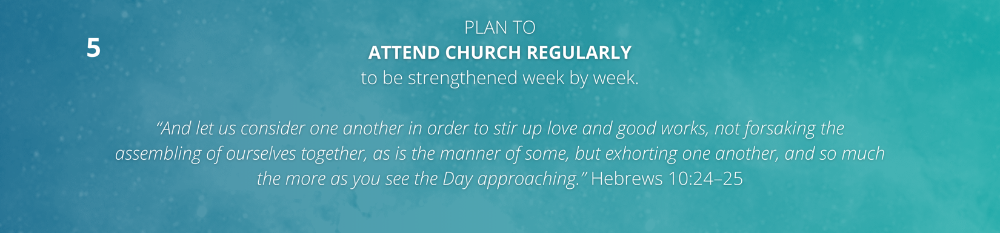 5
PLAN TO
ATTEND CHURCH REGULARLY
to be strengthened week by week.
“And let us consider one another in order to stir up love and good works, not forsaking the
assembling of ourselves together, as is the manner of some, but exhorting one another, and so much
the more as you see the Day approaching.” Hebrews 10:24–25